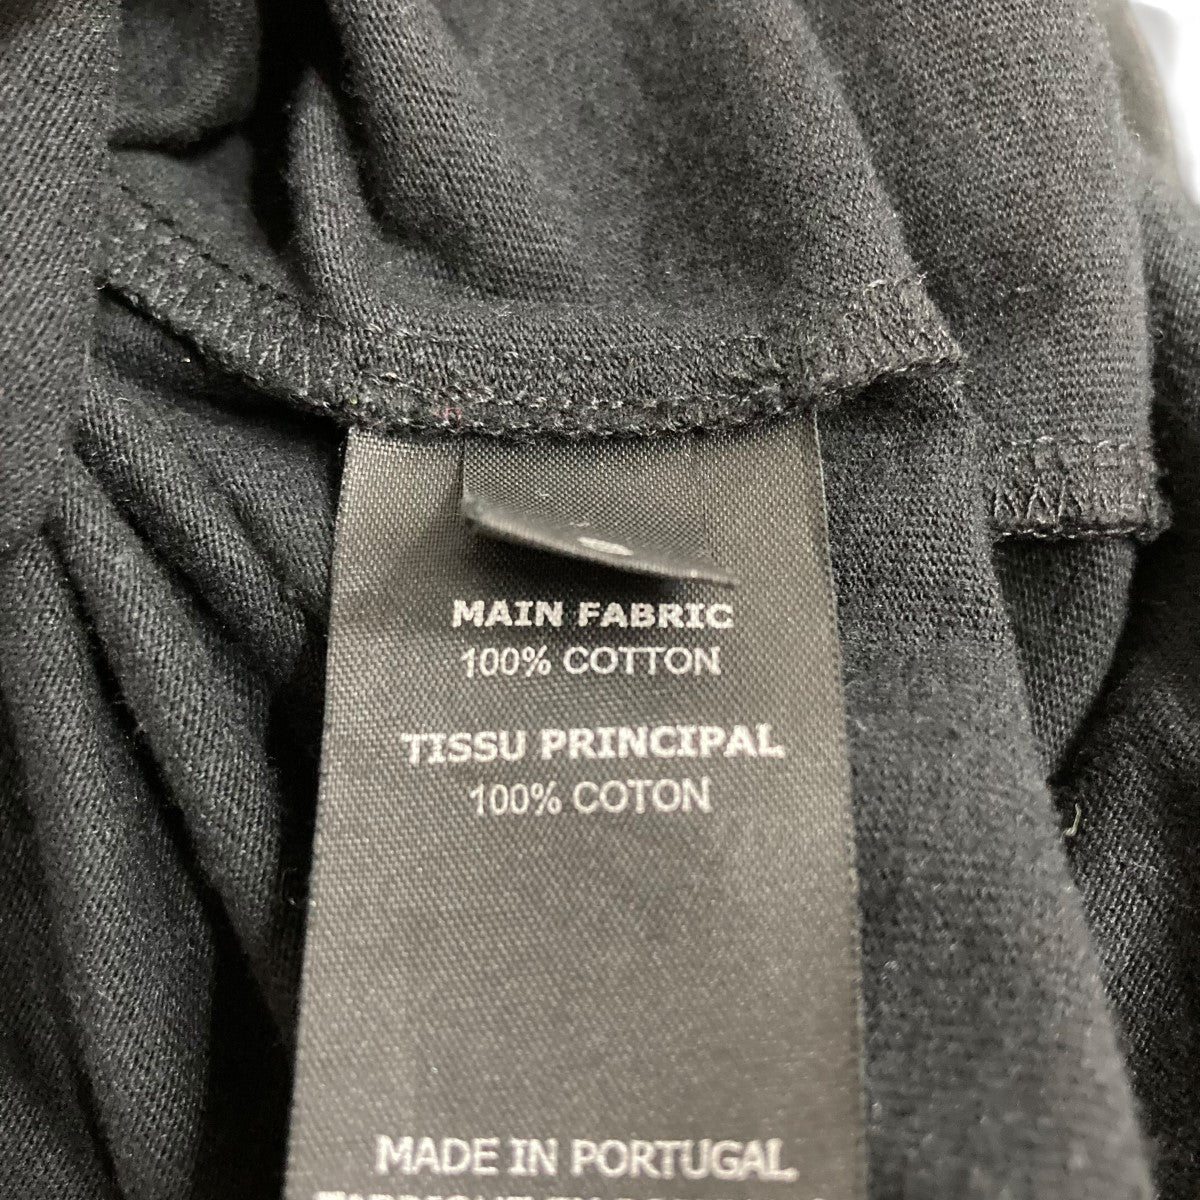 MAIN FABRIC
100% COTTON
TISSU PRINCIPAL
100% COTON
MADE IN PORTUGAL